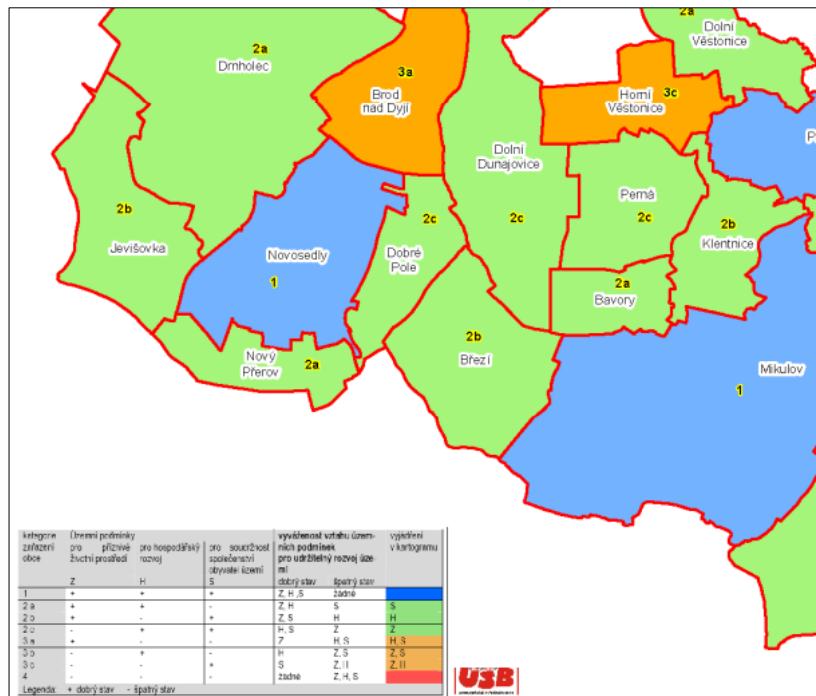 2a
Dolní
Věstonice
2a
Drnholec
3a
Brod
nad Dyjí
Horní 3c
Věstonice
P
Dolní
Dunajovice
2c
Perná
2c
2b
Klentnice
2b
Jevišovka
2c
Dobré
Pole
Novosedly
1
2a
Bavory
2b
Březí
Nový
Přerov 2a
Mikulov
1
kategorie zařazení obce
Územní podmínky
pro příznivé životní prostředí
pro hospodářský rozvoj
pro soudržnost společenství obyvatel území
vyváženost vztahu územ-
ních podmínek
pro udržitelný rozvoj úze-
mí
vyjádření v kartogramu
Z H S dobrý stav špatný stav
1 + + + Z, H ,S žádné
2 a + + - Z, H S S
2 b + - + Z, S H H
2 c - + + H, S Z Z
3 a + - - Z H, S H, S
3 b - + - H Z, S Z, S
3 c - - + S Z, H Z, H
4 - - - žádné Z, H, S
Legenda: + dobrý stav - špatný stav
USB